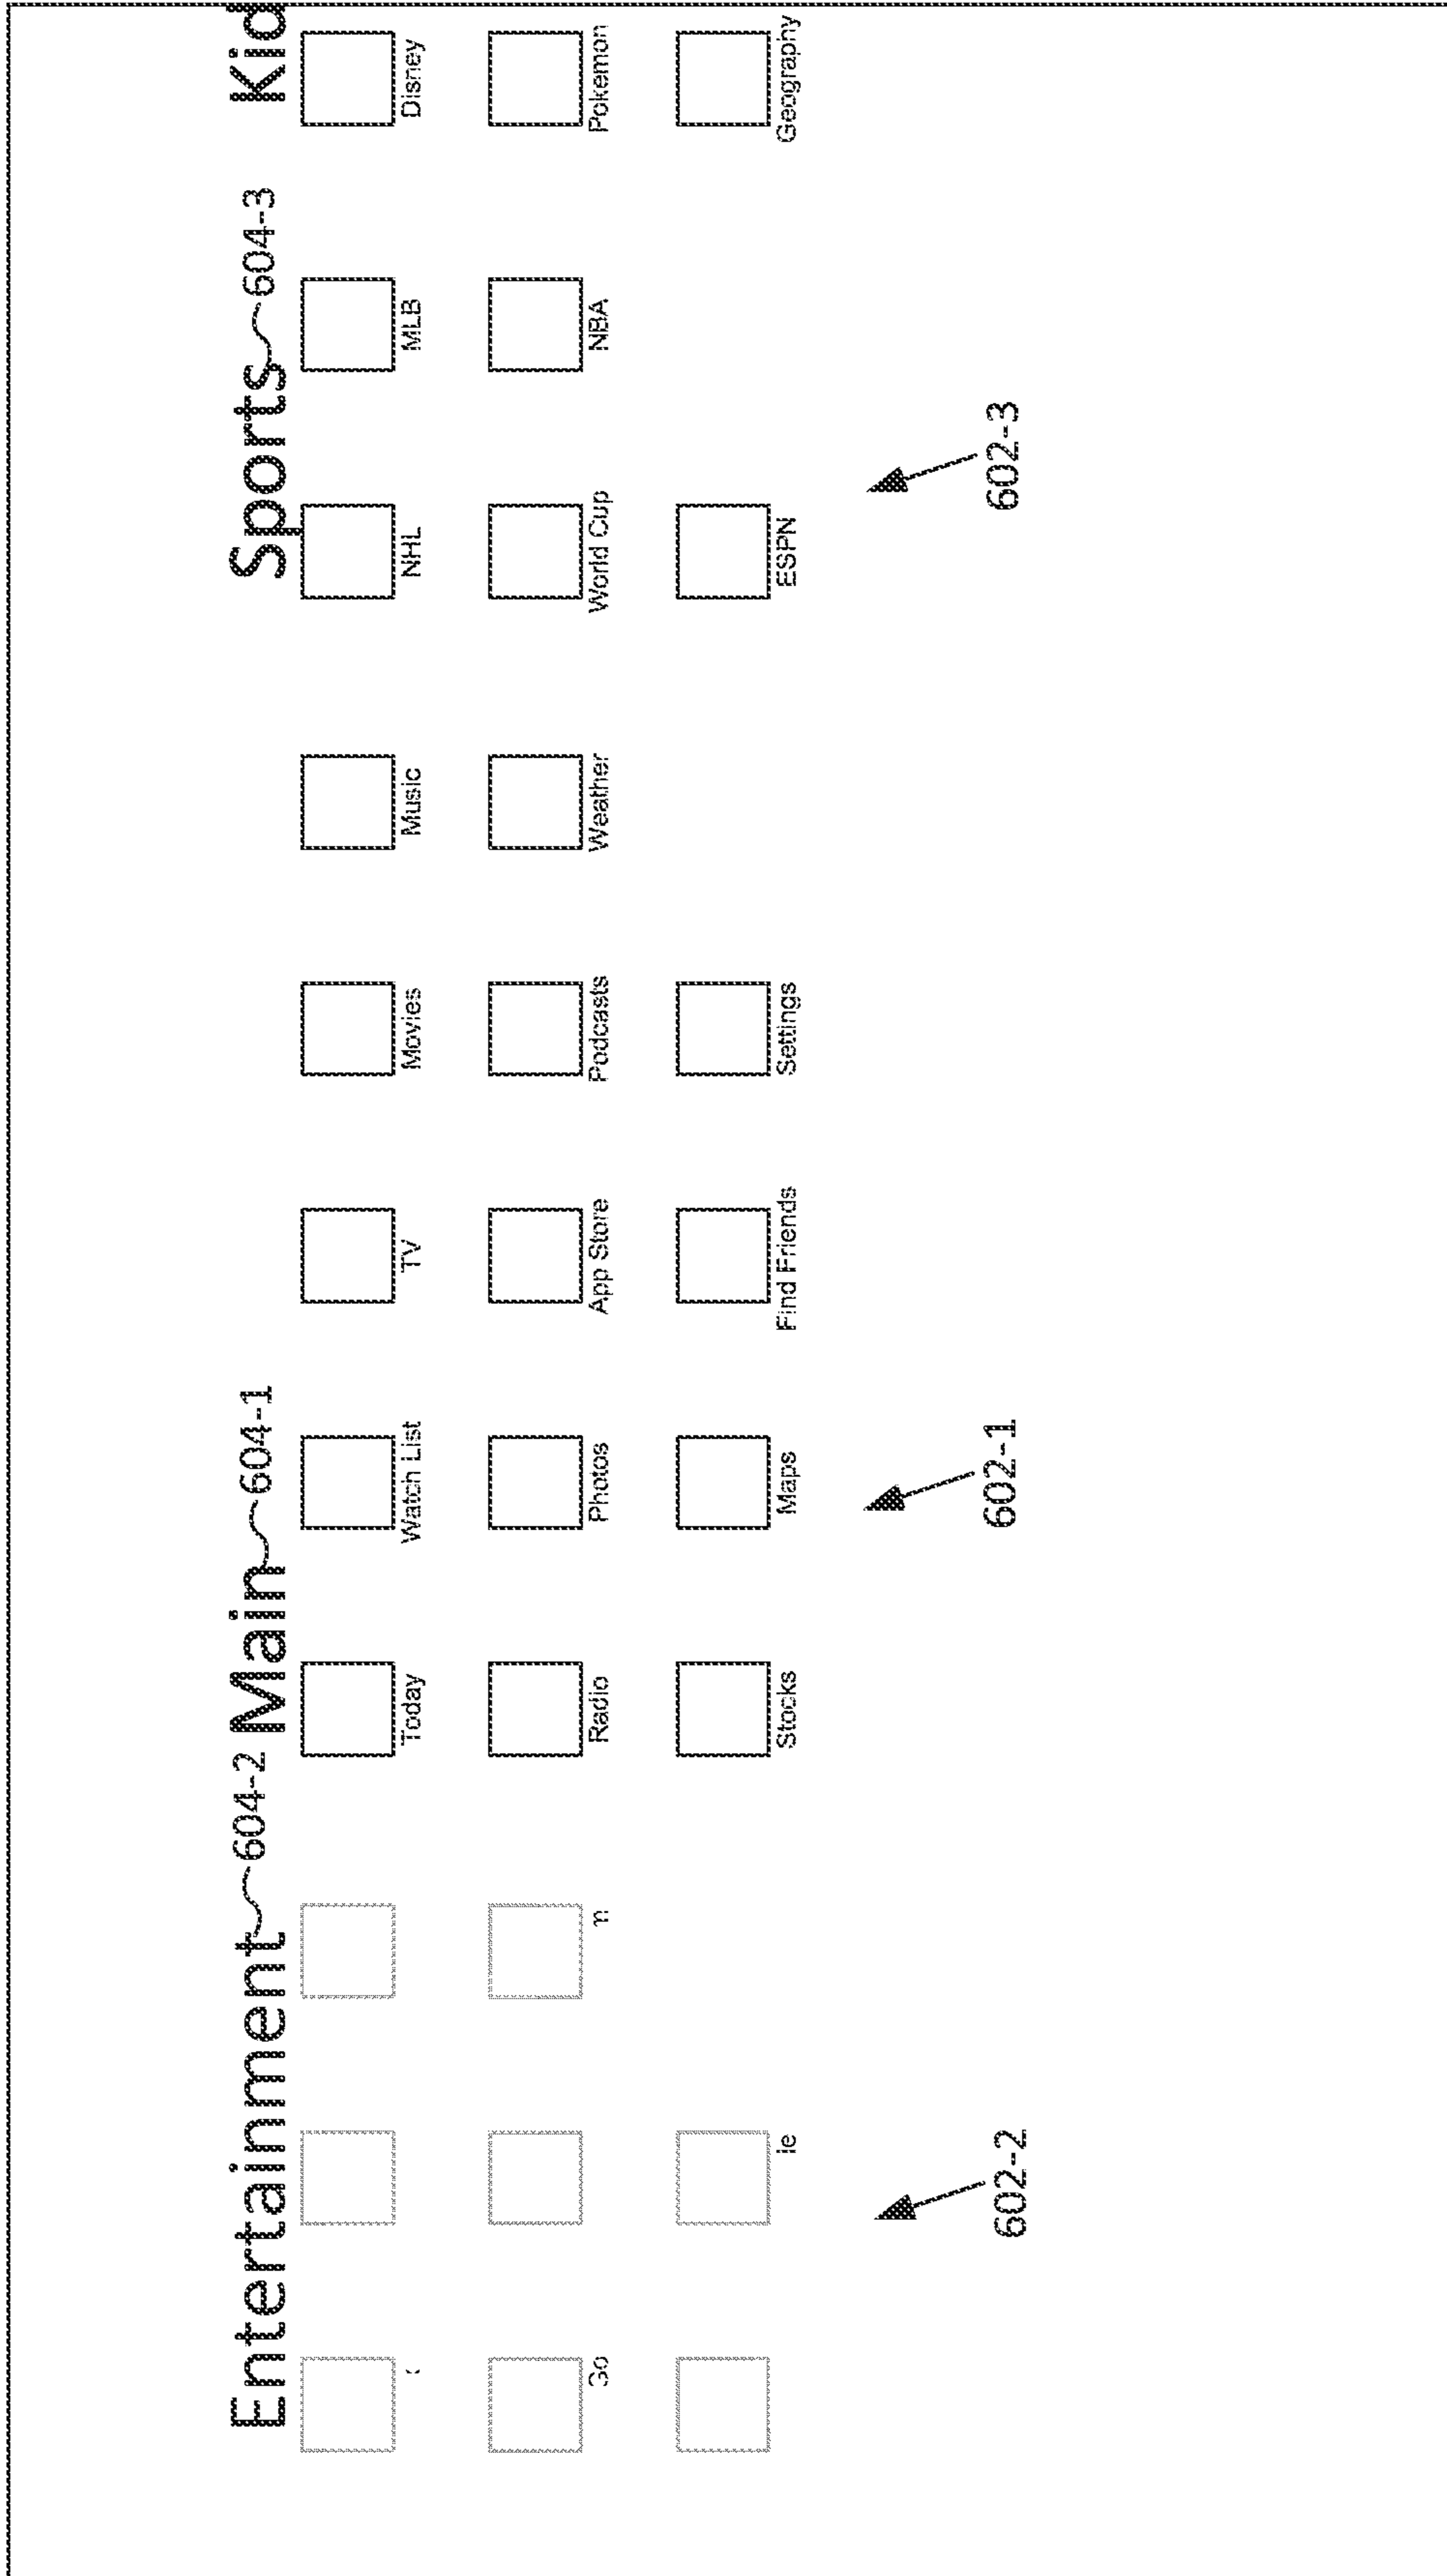 Entertainment 604-2 Main 604-1 Sports 604-3 Kid
Today Watch List TV Movies Music NHL MLB Disney
Radio Photos App Store Podcasts Weather World Cup NBA Pokemon
Stocks Maps Find Friends Settings ESPN Geography
602-2 602-1 602-3